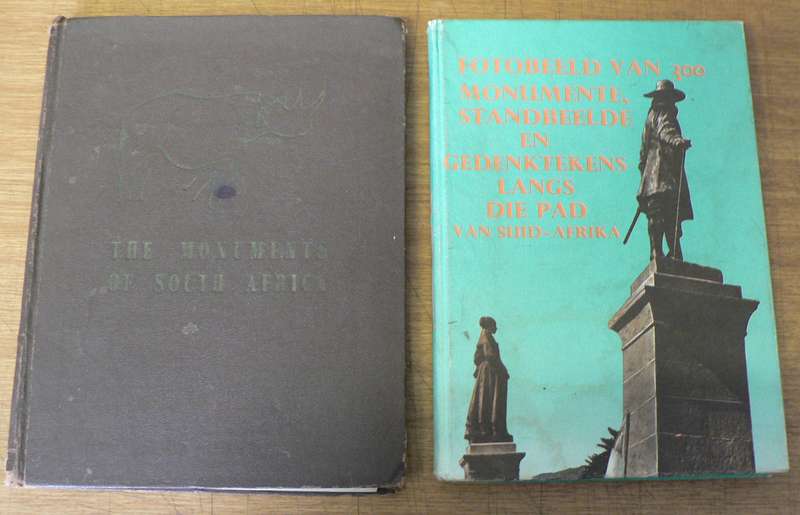 THE MONUMENTS
OF SOUTH AFRICA
FOTOBEELD VAN 300
MONUMENTE,
STANDBEELDE
EN
GEDENKTEKENS
LANGS
DIE PAD
VAN SUID-AFRIKA